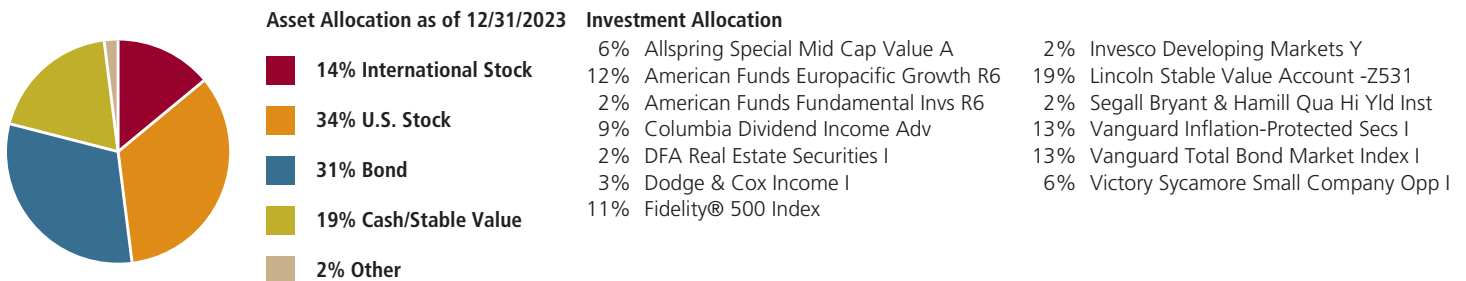 Asset Allocation as of 12/31/2023
14% International Stock
34% U.S. Stock
31% Bond
19% Cash/Stable Value
2% Other
Investment Allocation
6% Allspring Special Mid Cap Value A
12% American Funds Europacific Growth R6
2% American Funds Fundamental Invs R6
9% Columbia Dividend Income Adv
2% DFA Real Estate Securities I
3% Dodge & Cox Income I
11% Fidelity® 500 Index
2% Invesco Developing Markets Y
19% Lincoln Stable Value Account -Z531
2% Segall Bryant & Hamill Qua Hi Yld Inst
13% Vanguard Inflation-Protected Secs I
13% Vanguard Total Bond Market Index I
6% Victory Sycamore Small Company Opp I